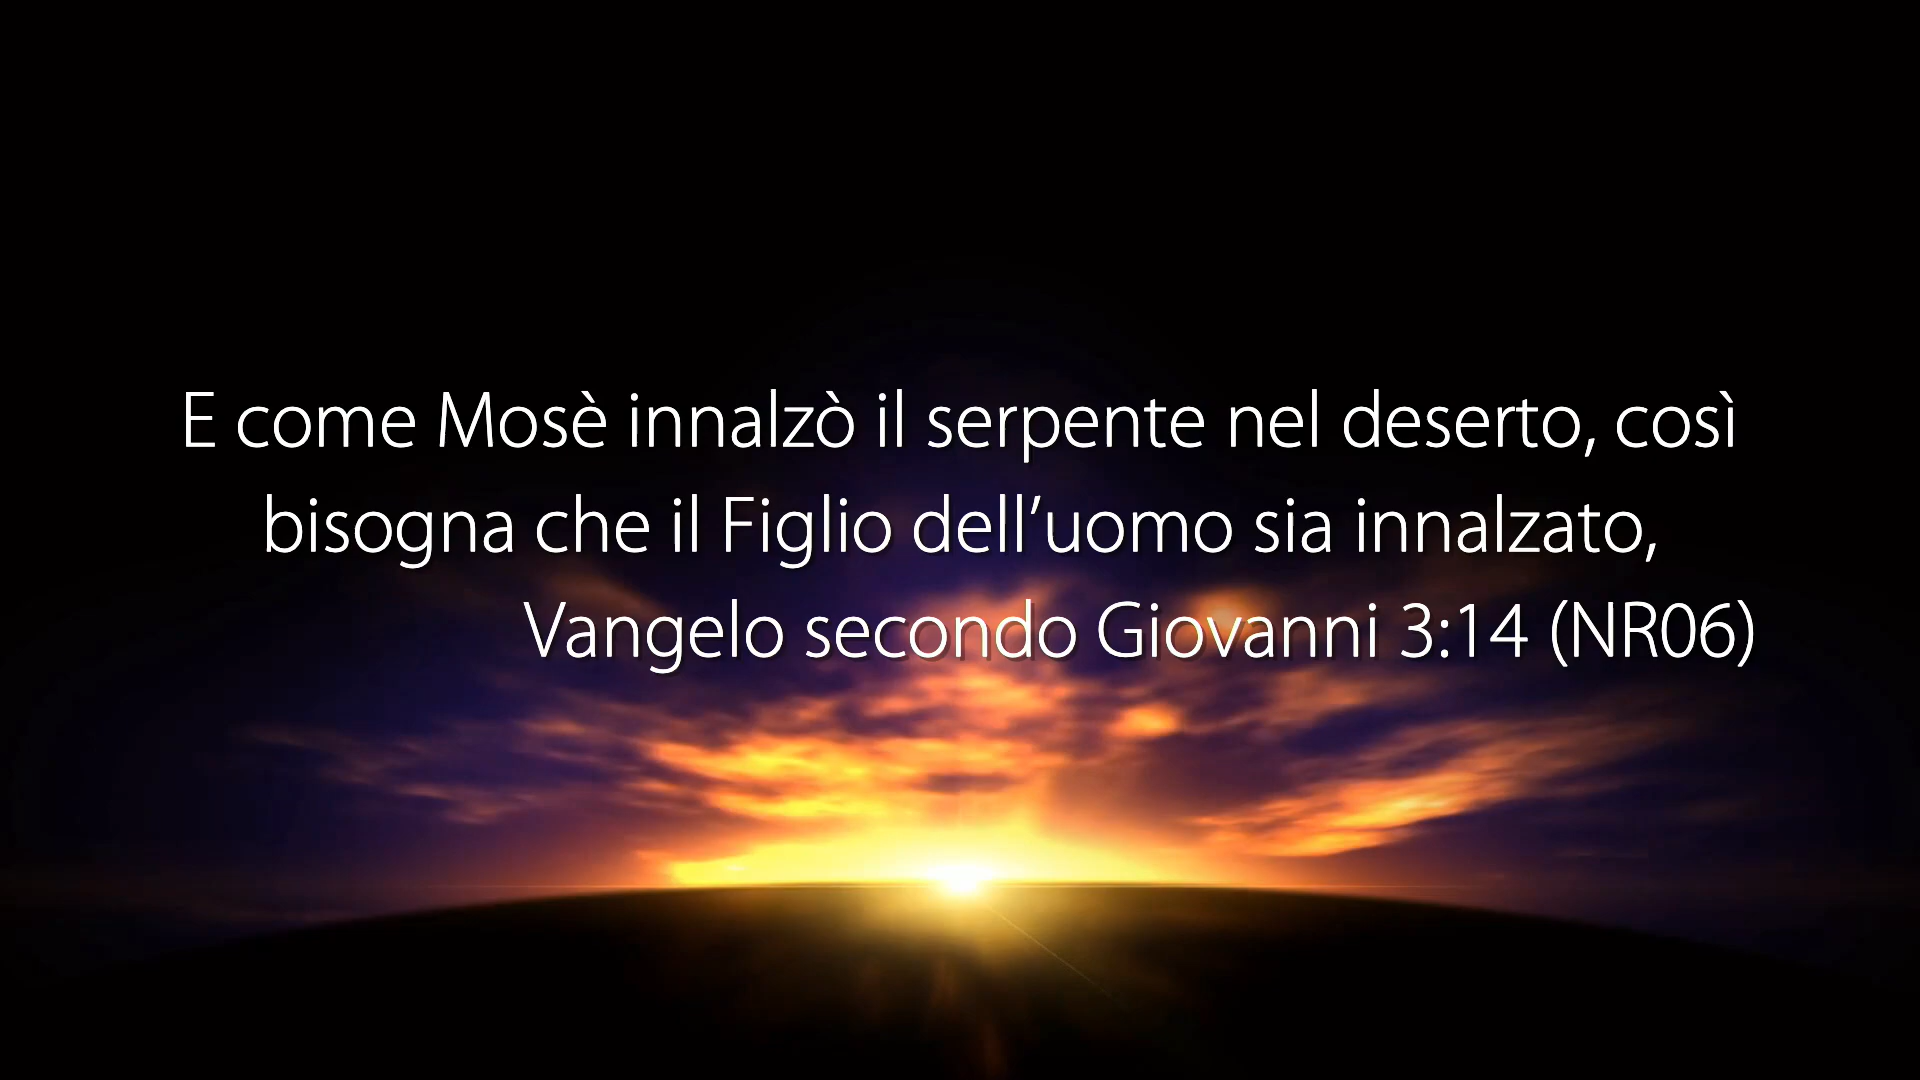 E come Mosè innalzò il serpente nel deserto, così
bisogna che il Figlio dell’uomo sia innalzato,
Vangelo secondo Giovanni 3:14 (NR06)